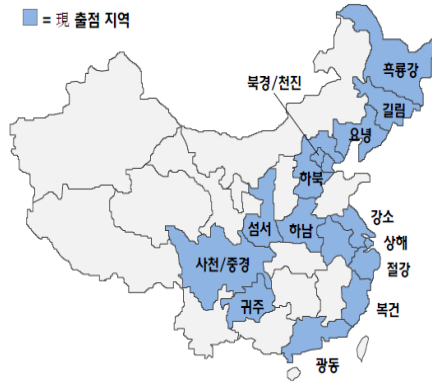 = 現 출점 지역
흑룡강
북경/천진
길림
요녕
하북
강소
섬서
하남
상해
사천/중경
절강
귀주
복건
광동